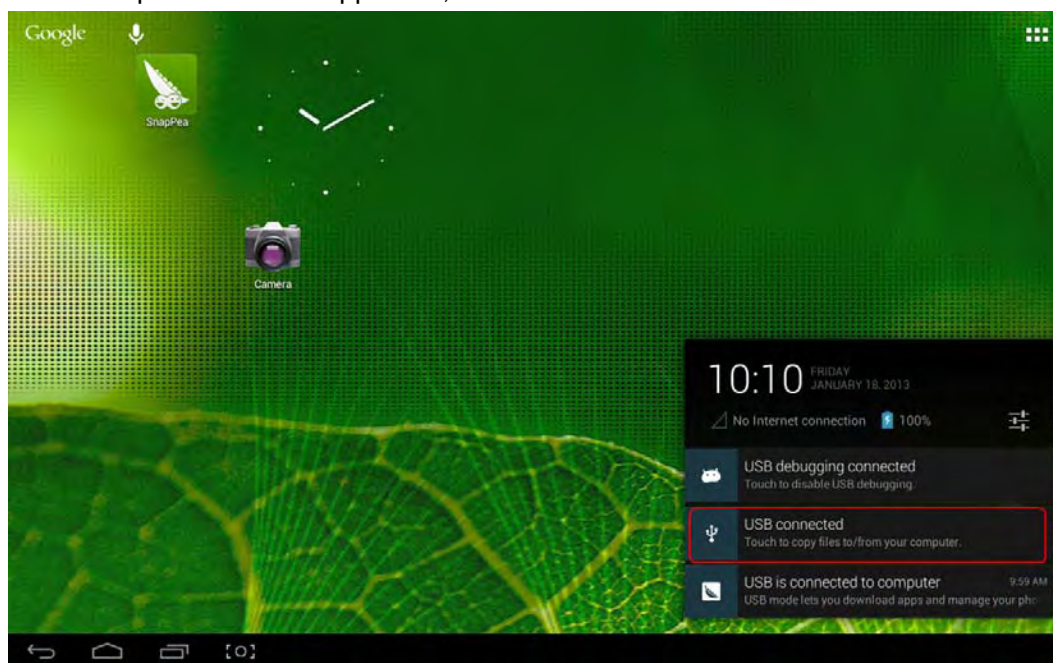 Google
SnapPea
Camera
10:10 FRIDAY
JANUARY 18, 2013
No Internet connection 100%
USB debugging connected
Touch to disable USB debugging.
USB connected
Touch to copy files to/from your computer.
USB is connected to computer 9:59 AM
USB mode lets you download apps and manage your pho